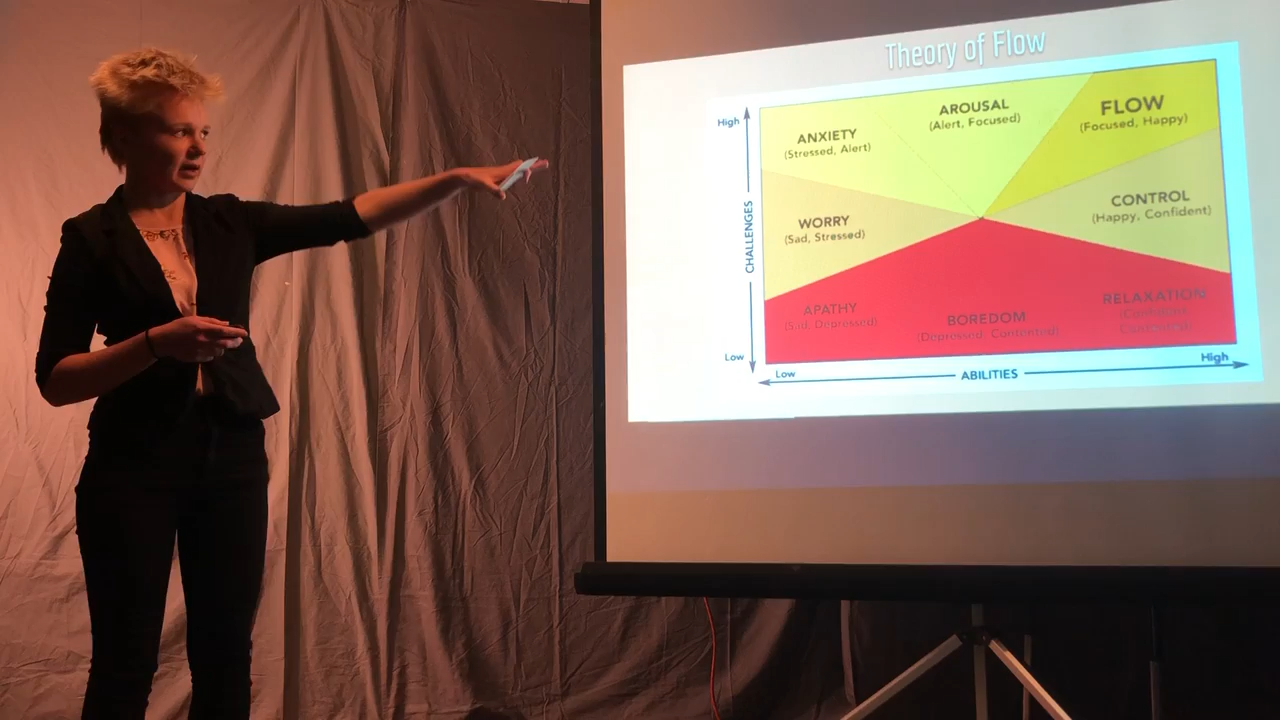 Theory of Flow
High
AROUSAL
(Alert, Focused)
FLOW
(Focused, Happy)
ANXIETY
(Stressed, Alert)
CONTROL
(Happy, Confident)
WORRY
(Sad, Stressed)
CHALLENGES
APATHY
(Sad, Depressed)
BOREDOM
(Depressed, Contented)
RELAXATION
(Confident,
Contented)
Low
Low
ABILITIES
High